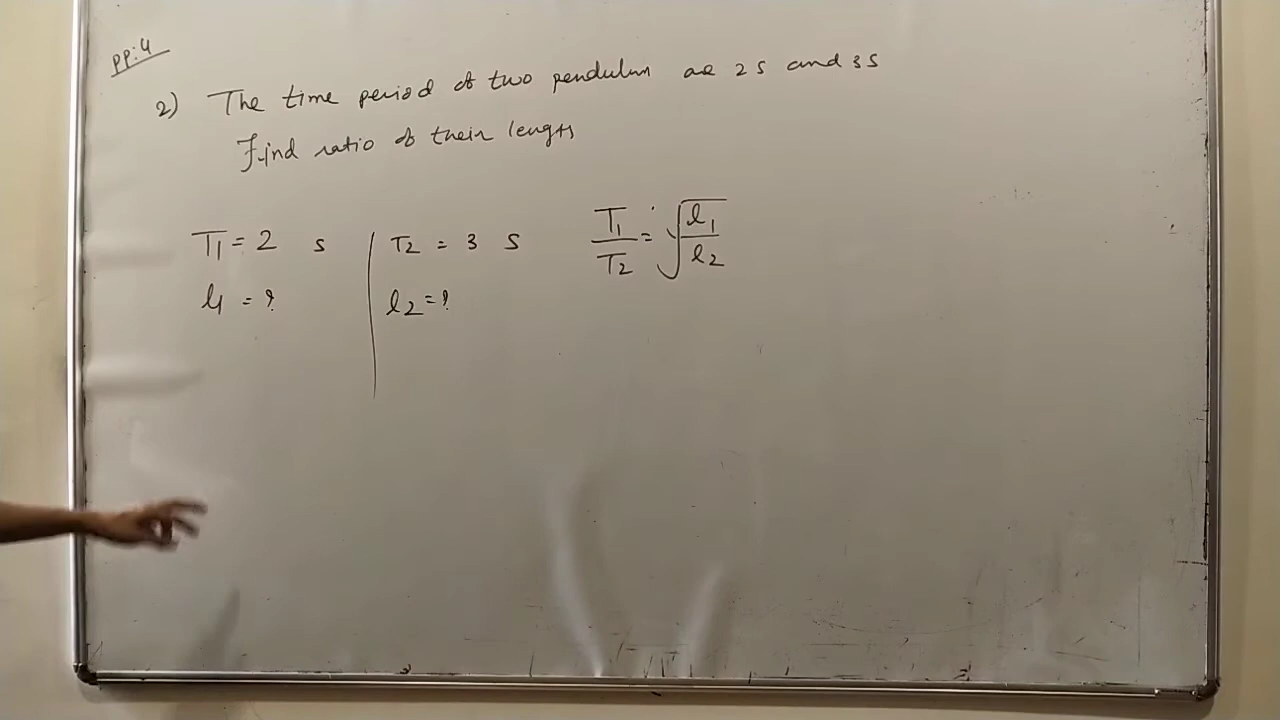 PP:4
2) The time period of two pendulum are 2 s and 3 s
Find ratio of their length
T1 = 2 s
T2 = 3 s
T1/T2 = √(l1/l2)
l1 = ?
l2 = ?